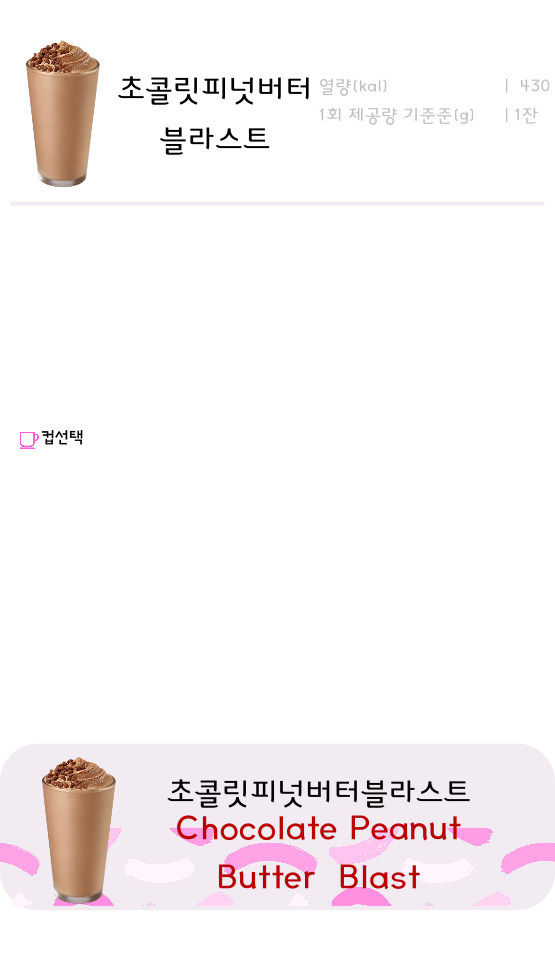 초콜릿피넛버터
블라스트
열량(kal) | 430
1회 제공량 기준준(g) | 1잔
컵선택
초콜릿피넛버터블라스트
Chocolate Peanut
Butter Blast